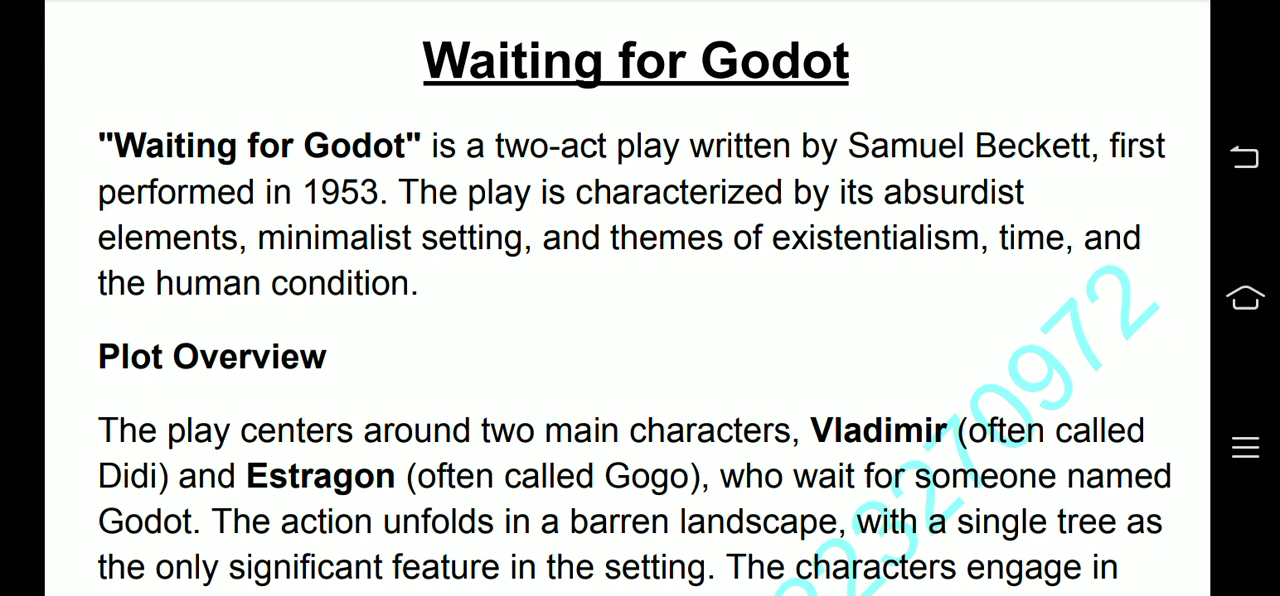 Waiting for Godot
"Waiting for Godot" is a two-act play written by Samuel Beckett, first
performed in 1953. The play is characterized by its absurdist
elements, minimalist setting, and themes of existentialism, time, and
the human condition.
Plot Overview
The play centers around two main characters, Vladimir (often called
Didi) and Estragon (often called Gogo), who wait for someone named
Godot. The action unfolds in a barren landscape, with a single tree as
the only significant feature in the setting. The characters engage in